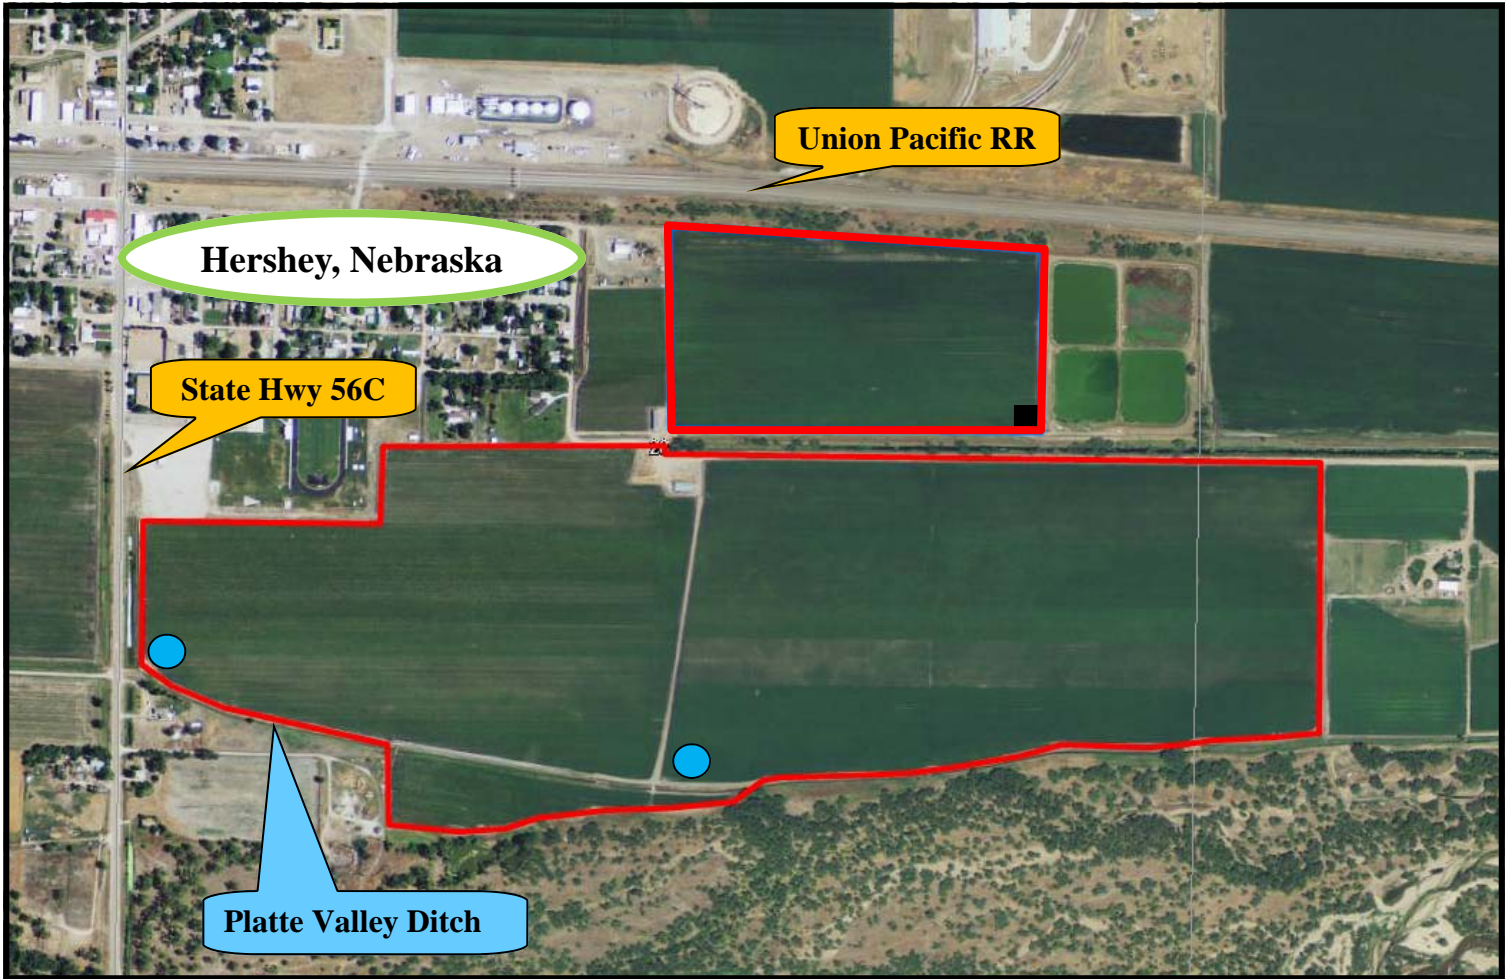 Union Pacific RR
Hershey, Nebraska
State Hwy 56C
Platte Valley Ditch